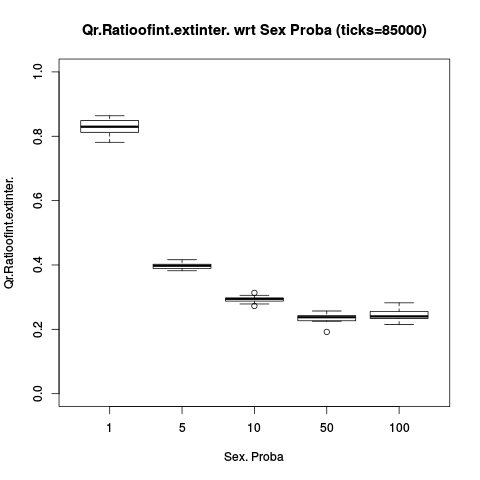 Qr.Ratioofint.extinter. wrt Sex Proba (ticks=85000)
Qr.Ratioofint.extinter.
1.0
0.8
0.6
0.4
0.2
0.0
1 5 10 50 100
Sex. Proba